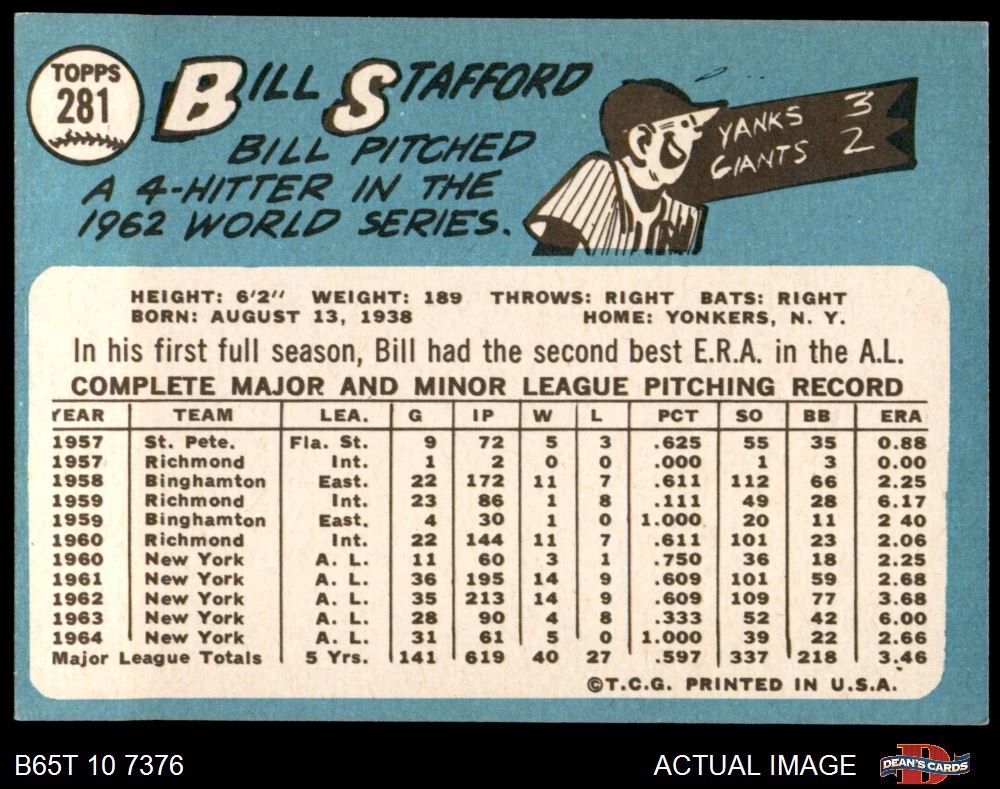 TOPPS
281
BILL STAFFORD
BILL PITCHED
A 4-HITTER IN THE
1962 WORLD SERIES.
YANKS 3
GIANTS 2
HEIGHT: 6'2" WEIGHT: 189 THROWS: RIGHT BATS: RIGHT
BORN: AUGUST 13, 1938 HOME: YONKERS, N. Y.
In his first full season, Bill had the second best E.R.A. in the A.L.
COMPLETE MAJOR AND MINOR LEAGUE PITCHING RECORD
YEAR TEAM LEA. G IP W L PCT SO BB ERA
1957 St. Pete. Fla. St. 9 72 5 3 .625 55 35 0.88
1957 Richmond Int. 1 2 0 0 .000 1 3 0.00
1958 Binghamton East. 22 172 11 7 .611 112 66 2.25
1959 Richmond Int. 23 86 1 8 .111 49 28 6.17
1959 Binghamton East. 4 30 1 0 1.000 20 11 2 40
1960 Richmond Int. 22 144 11 7 .611 101 23 2.06
1960 New York A. L. 11 60 3 1 .750 36 18 2.25
1961 New York A. L. 36 195 14 9 .609 101 59 2.68
1962 New York A. L. 35 213 14 9 .609 109 77 3.68
1963 New York A. L. 28 90 4 8 .333 52 42 6.00
1964 New York A. L. 31 61 5 0 1.000 39 22 2.66
Major League Totals 5 Yrs. 141 619 40 27 .597 337 218 3.46
©T.C.G. PRINTED IN U.S.A.
B65T 10 7376 ACTUAL IMAGE DEAN'S CARDS